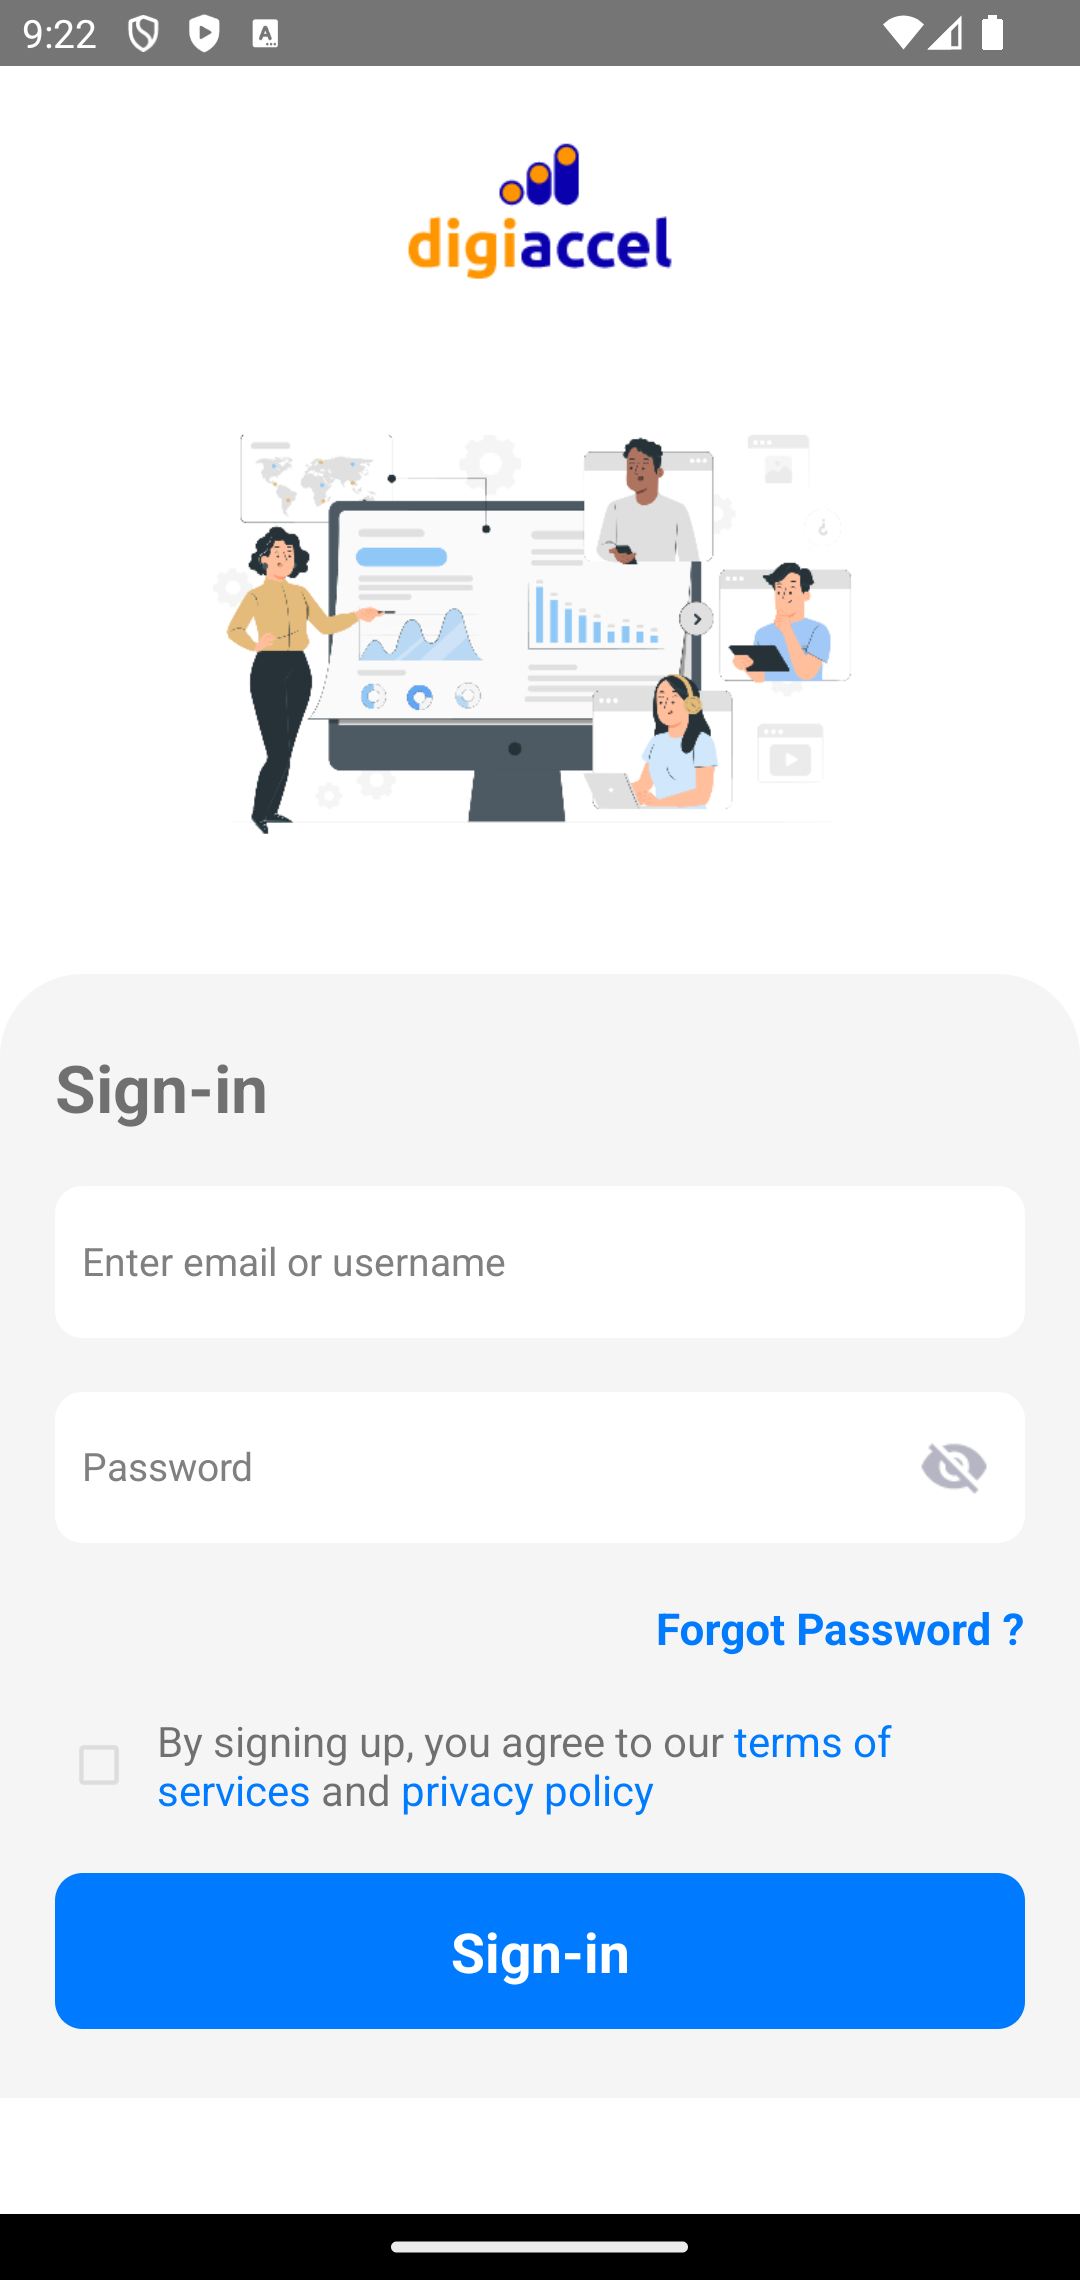 9:22
digiaccel
Sign-in
Enter email or username
Password
Forgot Password ?
By signing up, you agree to our terms of
services and privacy policy
Sign-in